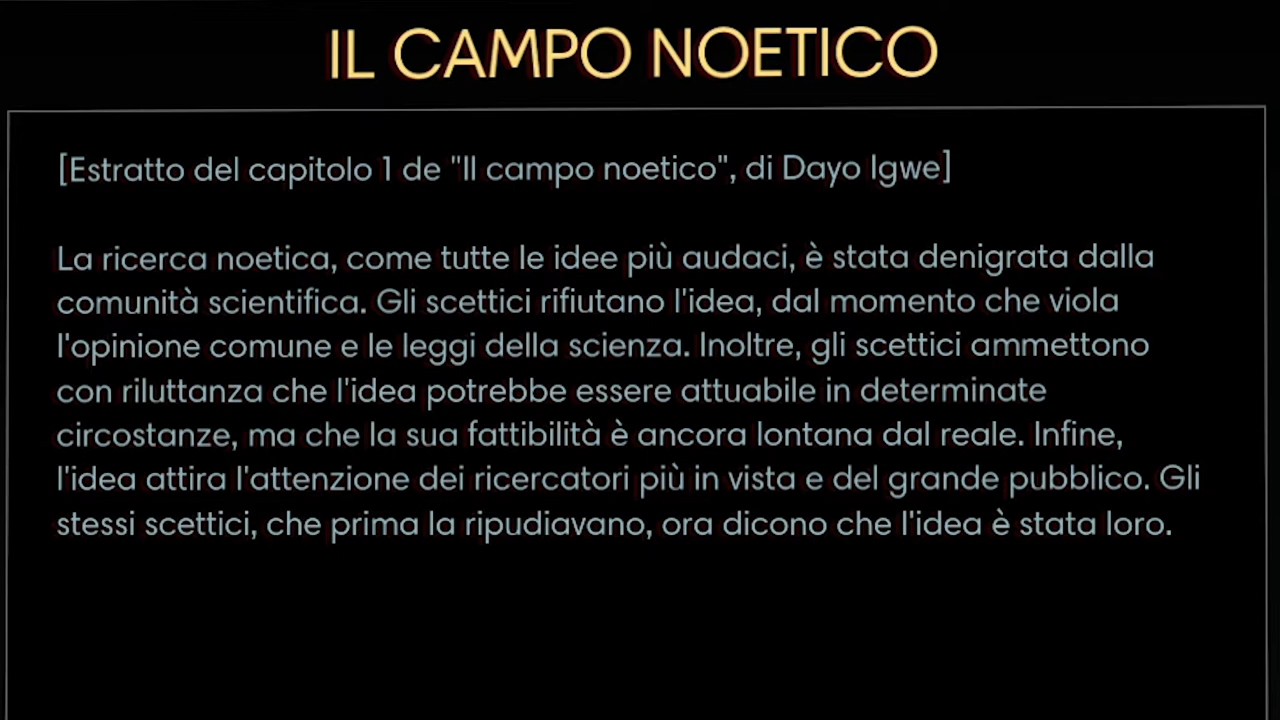 IL CAMPO NOETICO
[Estratto del capitolo 1 de "Il campo noetico", di Dayo Igwe]
La ricerca noetica, come tutte le idee più audaci, è stata denigrata dalla
comunità scientifica. Gli scettici rifiutano l'idea, dal momento che viola
l'opinione comune e le leggi della scienza. Inoltre, gli scettici ammettono
con riluttanza che l'idea potrebbe essere attuabile in determinate
circostanze, ma che la sua fattibilità è ancora lontana dal reale. Infine,
l'idea attira l'attenzione dei ricercatori più in vista e del grande pubblico. Gli
stessi scettici, che prima la ripudiavano, ora dicono che l'idea è stata loro.